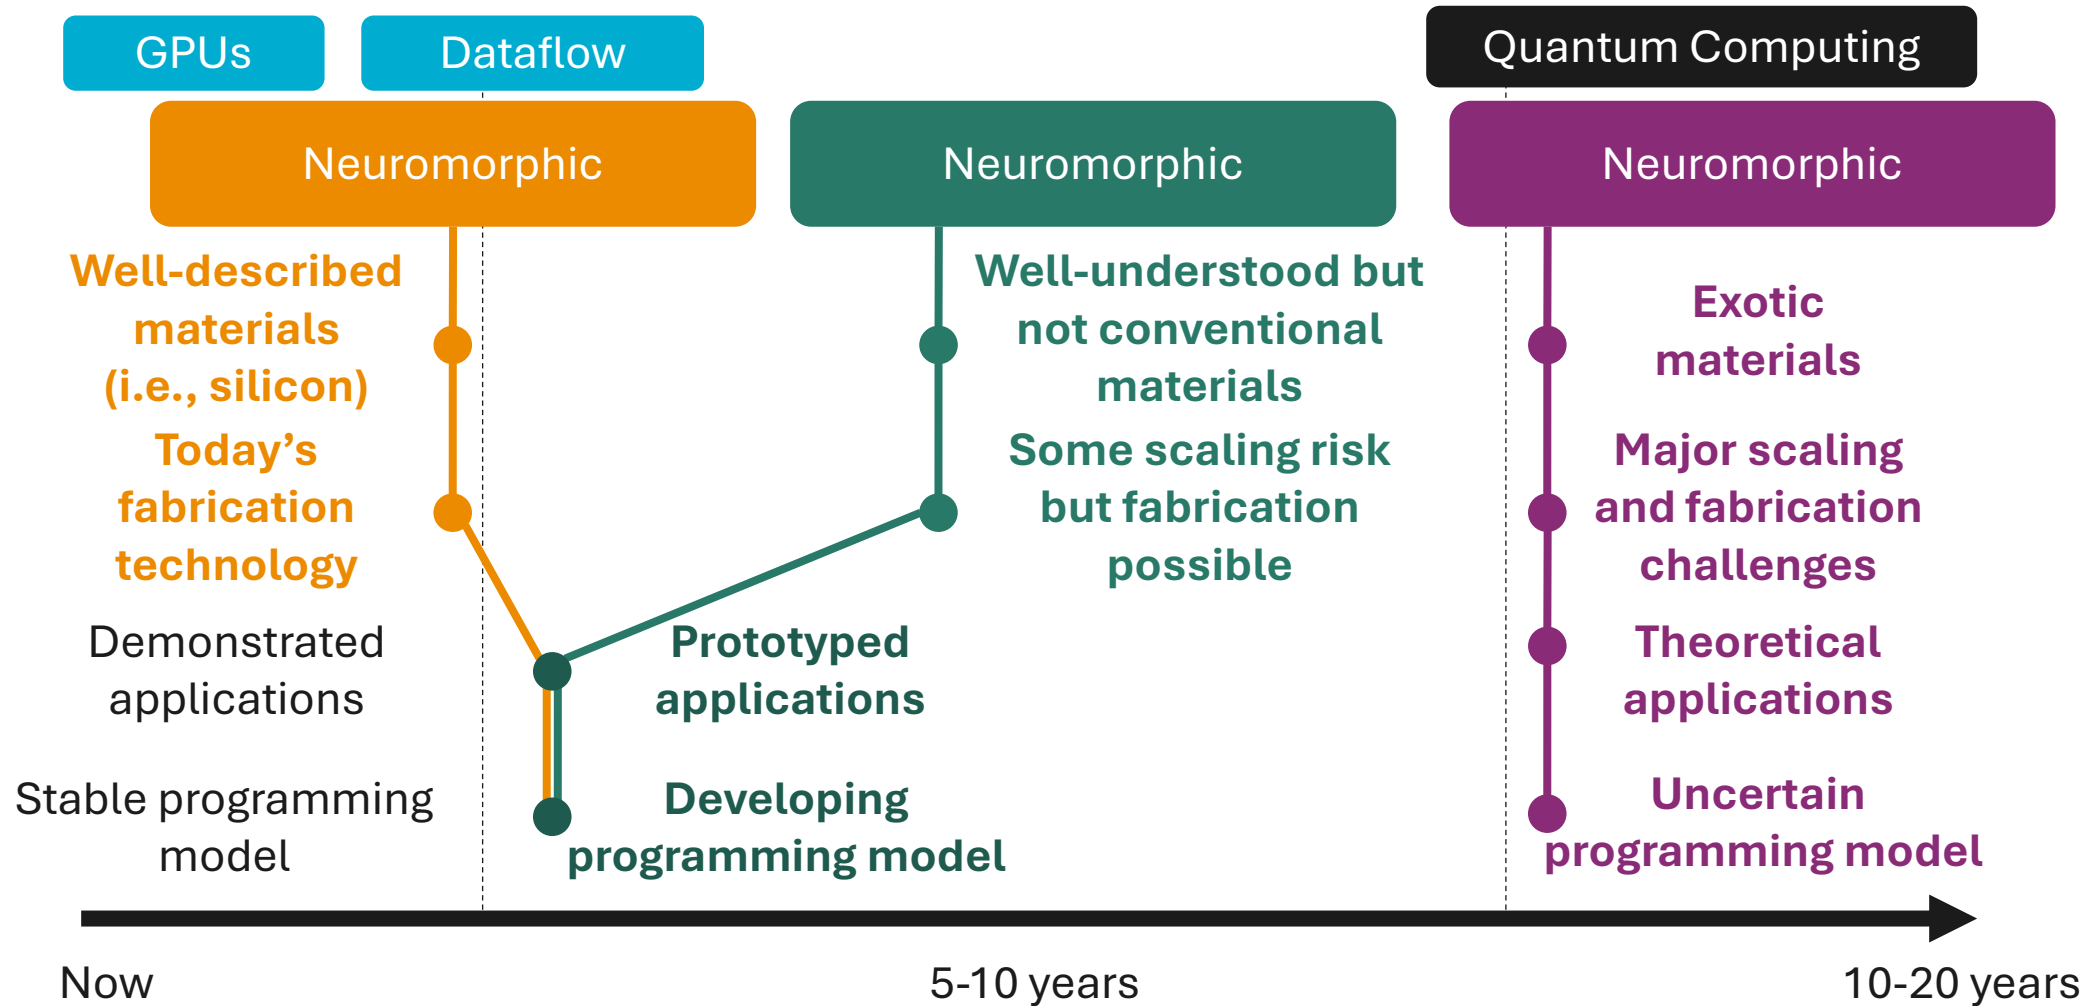 GPUs
Dataflow
Quantum Computing
Neuromorphic
Neuromorphic
Neuromorphic
Well-described
materials
(i.e., silicon)
Today’s
fabrication
technology
Demonstrated
applications
Stable programming
model
Well-understood but
not conventional
materials
Some scaling risk
but fabrication
possible
Prototyped
applications
Developing
programming model
Exotic
materials
Major scaling
and fabrication
challenges
Theoretical
applications
Uncertain
programming model
Now
5-10 years
10-20 years